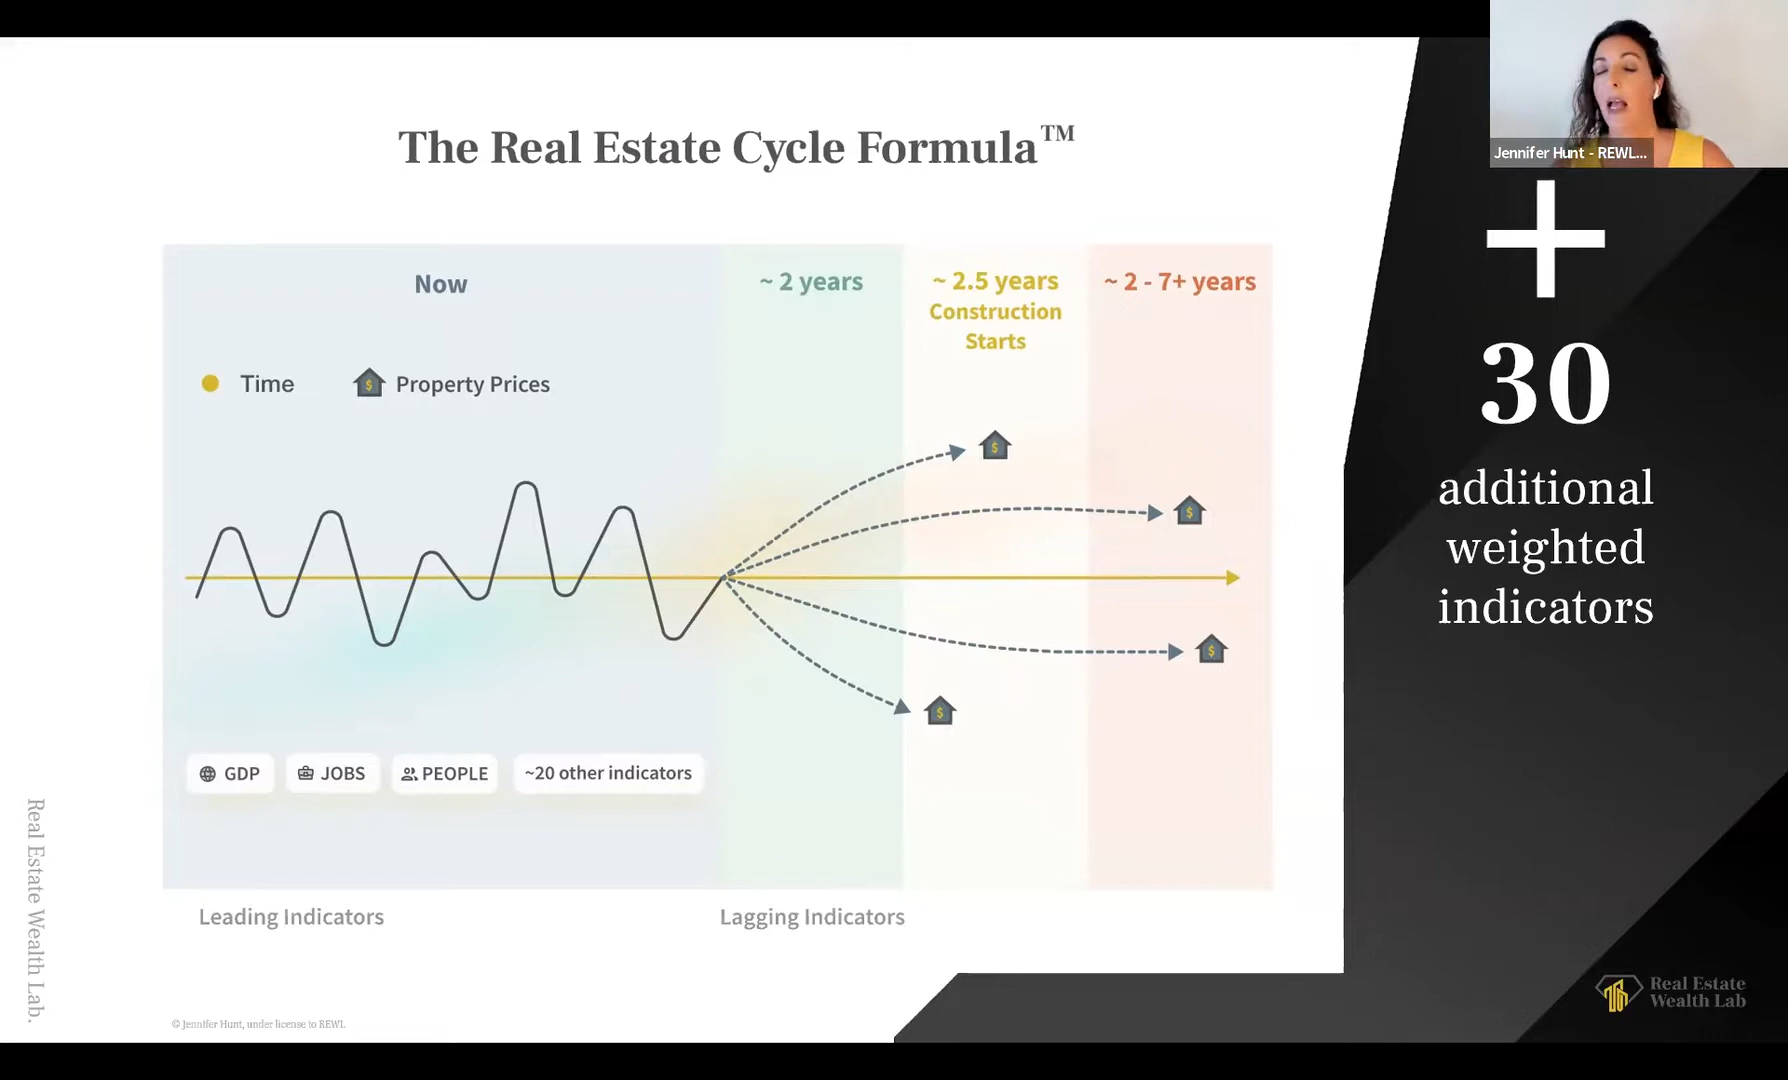 The Real Estate Cycle Formula™
Jennifer Hunt - REWL...
Now
~ 2 years
~ 2.5 years
Construction
Starts
~ 2 - 7+ years
Time
Property Prices
$
$
$
$
$
GDP
JOBS
PEOPLE
~20 other indicators
Leading Indicators
Lagging Indicators
+
30
additional
weighted
indicators
Real Estate Wealth Lab.
© Jennifer Hunt, under license to REWL
Real Estate
Wealth Lab